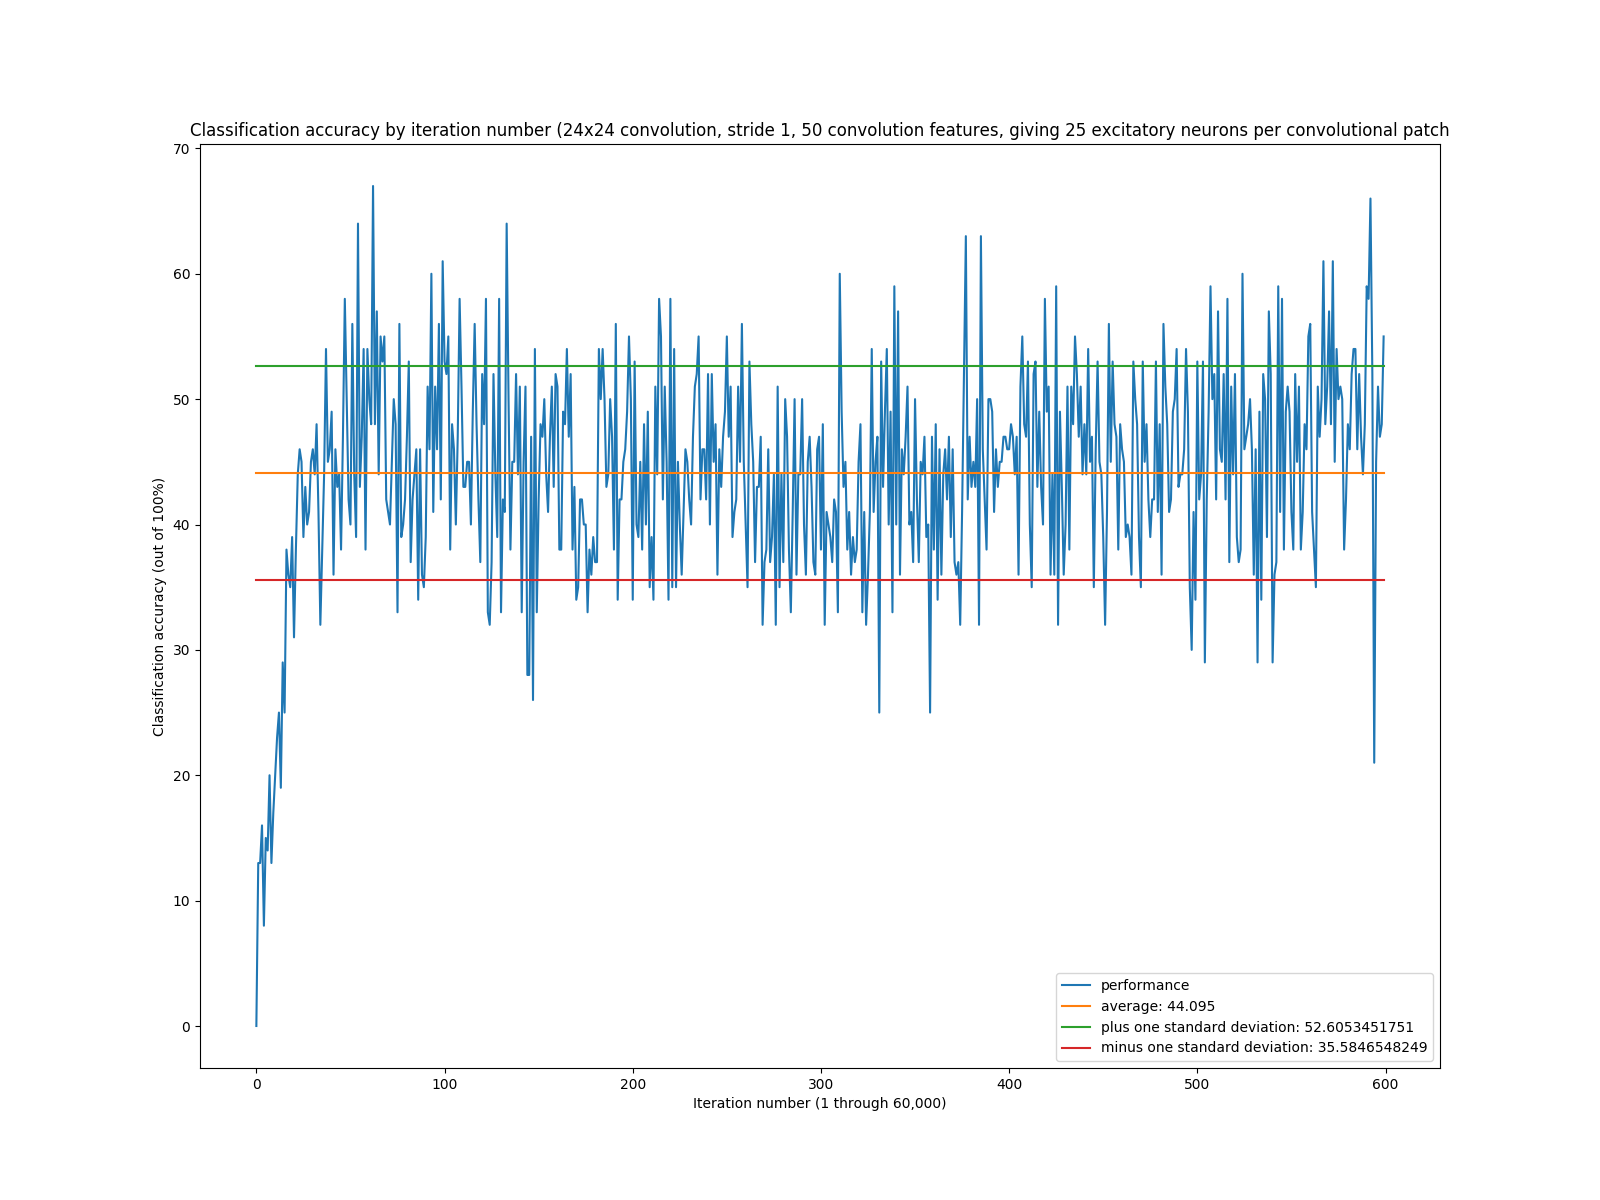 Classification accuracy by iteration number (24x24 convolution, stride 1, 50 convolution features, giving 25 excitatory neurons per convolutional patch
70
60
50
40
30
20
10
0
Classification accuracy (out of 100%)
0 100 200 300 400 500 600
Iteration number (1 through 60,000)
performance
average: 44.095
plus one standard deviation: 52.6053451751
minus one standard deviation: 35.5846548249